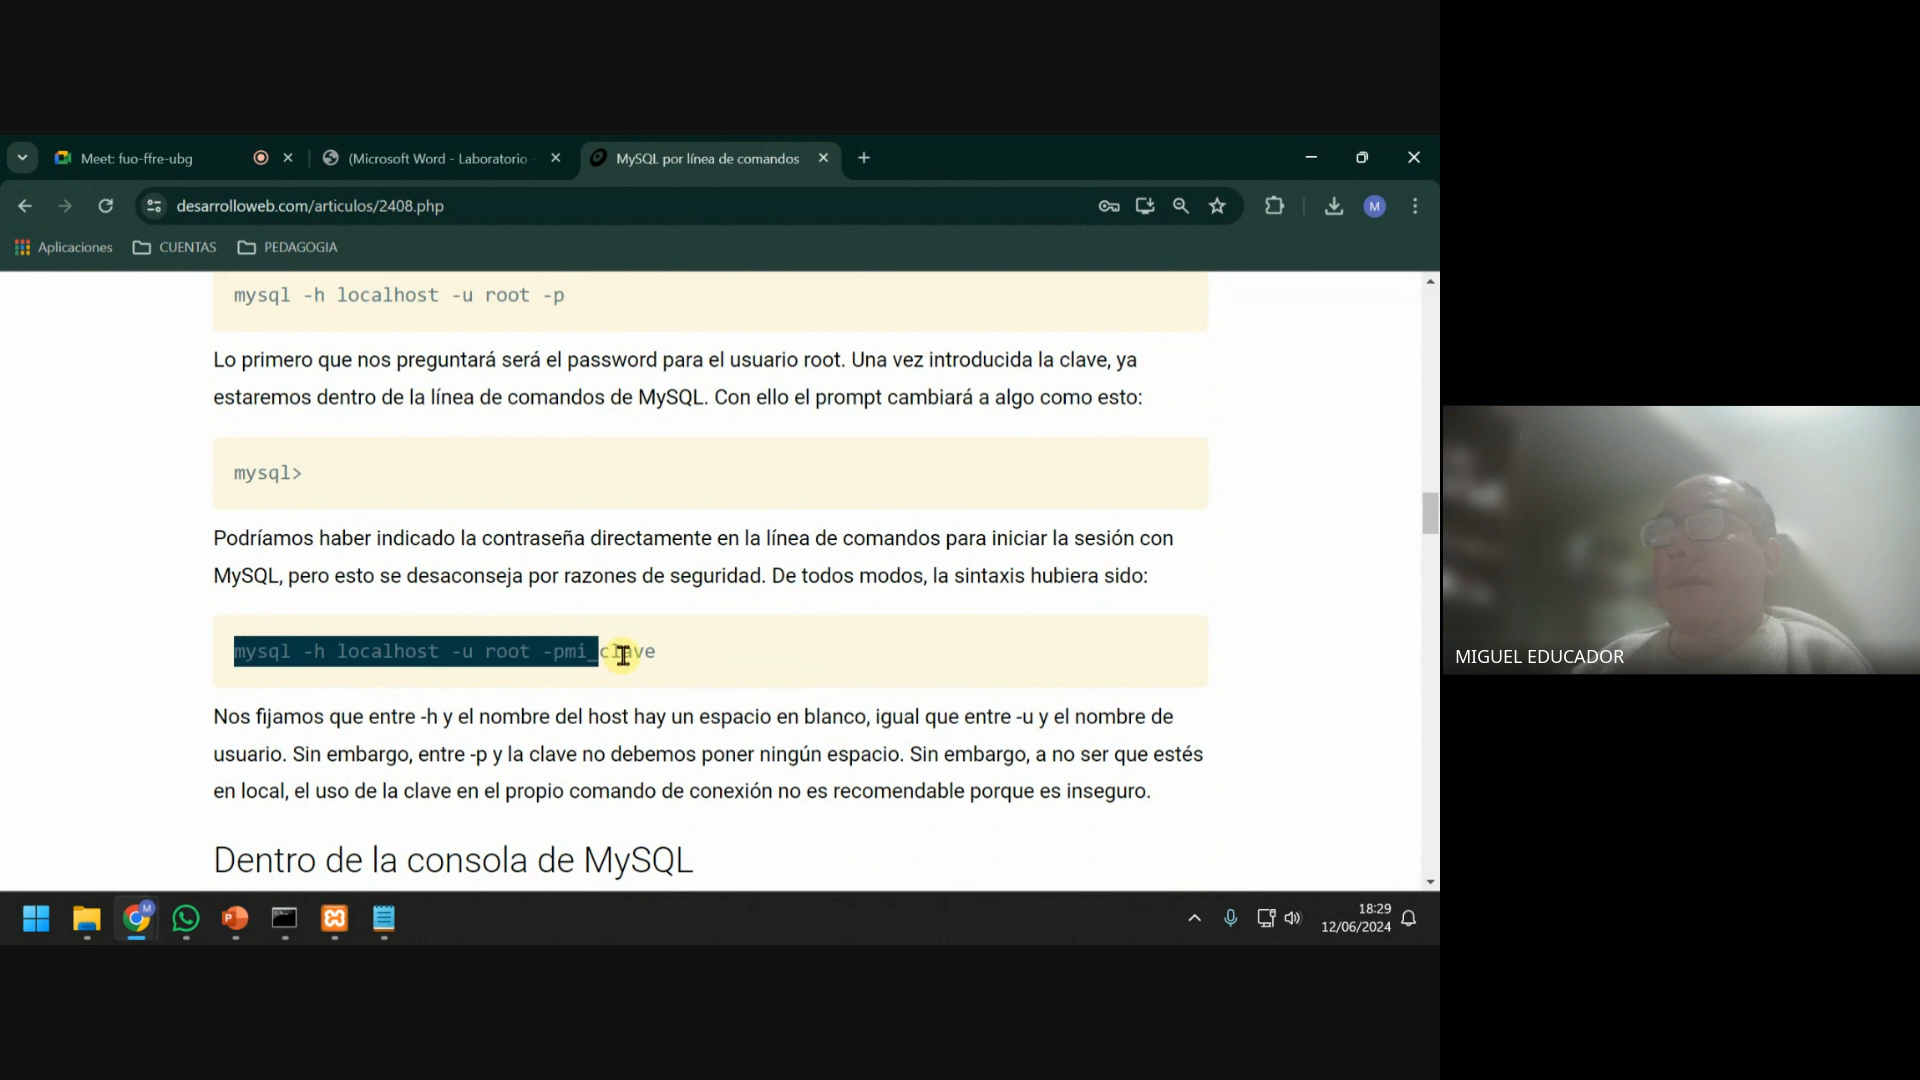 Meet: fuo-ffre-ubg
(Microsoft Word - Laboratorio
MySQL por línea de comandos
desarrolloweb.com/articulos/2408.php
M
Aplicaciones
CUENTAS
PEDAGOGIA
mysql -h localhost -u root -p
Lo primero que nos preguntará será el password para el usuario root. Una vez introducida la clave, ya
estaremos dentro de la línea de comandos de MySQL. Con ello el prompt cambiará a algo como esto:
mysql>
Podríamos haber indicado la contraseña directamente en la línea de comandos para iniciar la sesión con
MySQL, pero esto se desaconseja por razones de seguridad. De todos modos, la sintaxis hubiera sido:
mysql -h localhost -u root -pmi_clave
Nos fijamos que entre -h y el nombre del host hay un espacio en blanco, igual que entre -u y el nombre de
usuario. Sin embargo, entre -p y la clave no debemos poner ningún espacio. Sin embargo, a no ser que estés
en local, el uso de la clave en el propio comando de conexión no es recomendable porque es inseguro.
Dentro de la consola de MySQL
MIGUEL EDUCADOR
M
P
18:29
12/06/2024